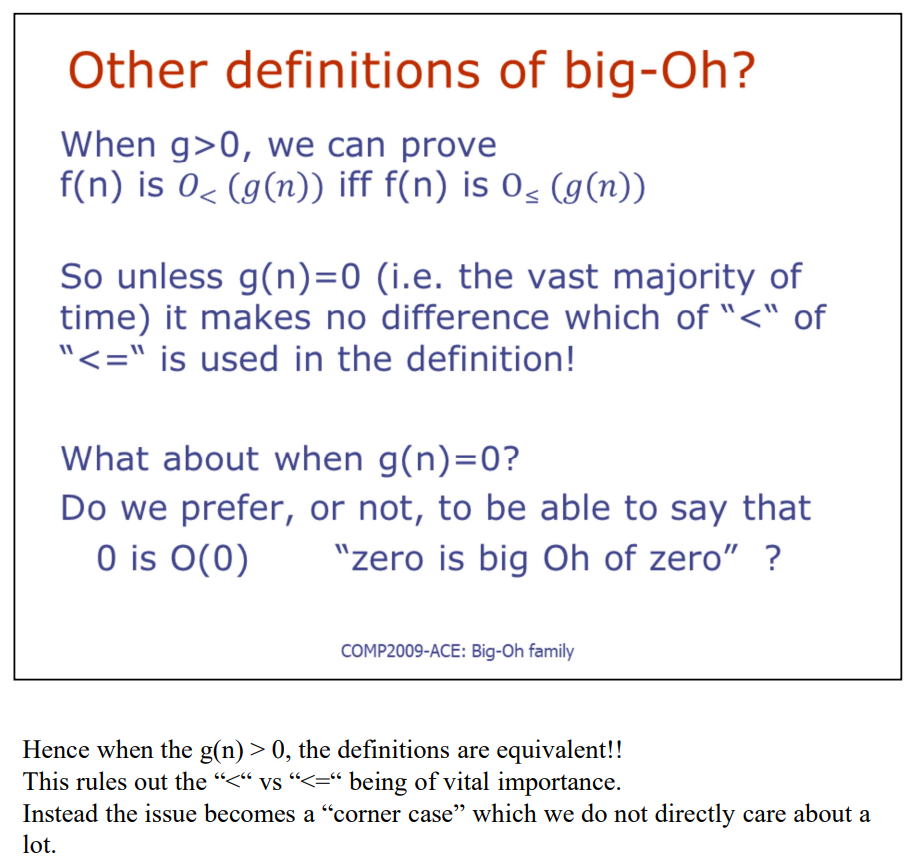 Other definitions of big-Oh?
When g>0, we can prove
f(n) is O< (g(n)) iff f(n) is O≤ (g(n))
So unless g(n)=0 (i.e. the vast majority of
time) it makes no difference which of “<“ of
“<=“ is used in the definition!
What about when g(n)=0?
Do we prefer, or not, to be able to say that
0 is O(0) “zero is big Oh of zero” ?
COMP2009-ACE: Big-Oh family
Hence when the g(n) > 0, the definitions are equivalent!!
This rules out the “<“ vs “<=“ being of vital importance.
Instead the issue becomes a “corner case” which we do not directly care about a
lot.